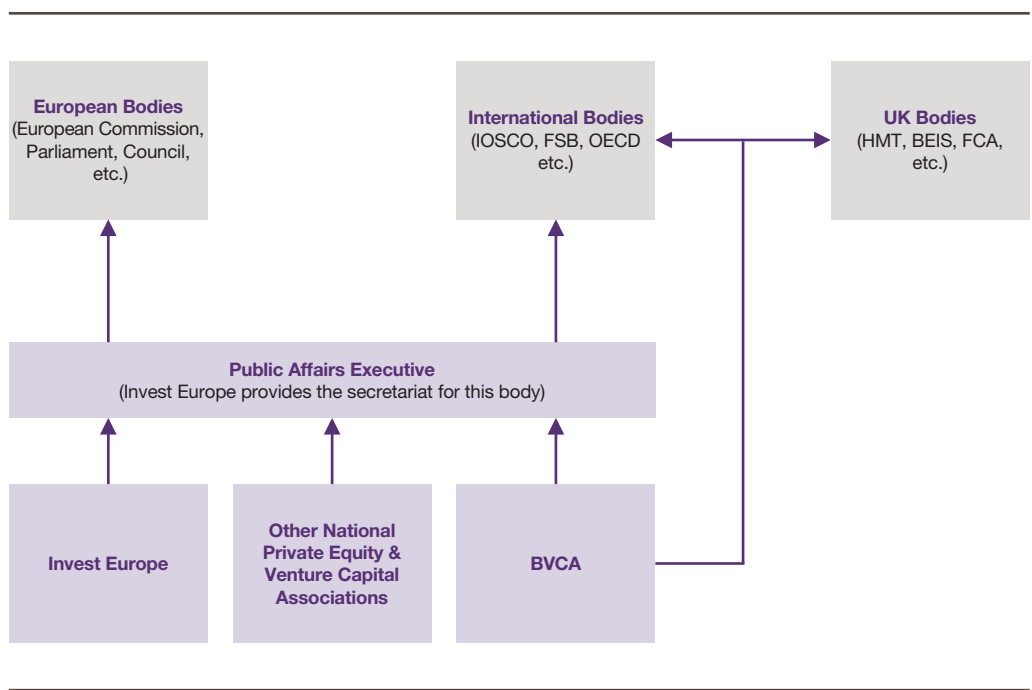 European Bodies
(European Commission,
Parliament, Council,
etc.)
International Bodies
(IOSCO, FSB, OECD
etc.)
UK Bodies
(HMT, BEIS, FCA,
etc.)
Public Affairs Executive
(Invest Europe provides the secretariat for this body)
Invest Europe
Other National
Private Equity &
Venture Capital
Associations
BVCA